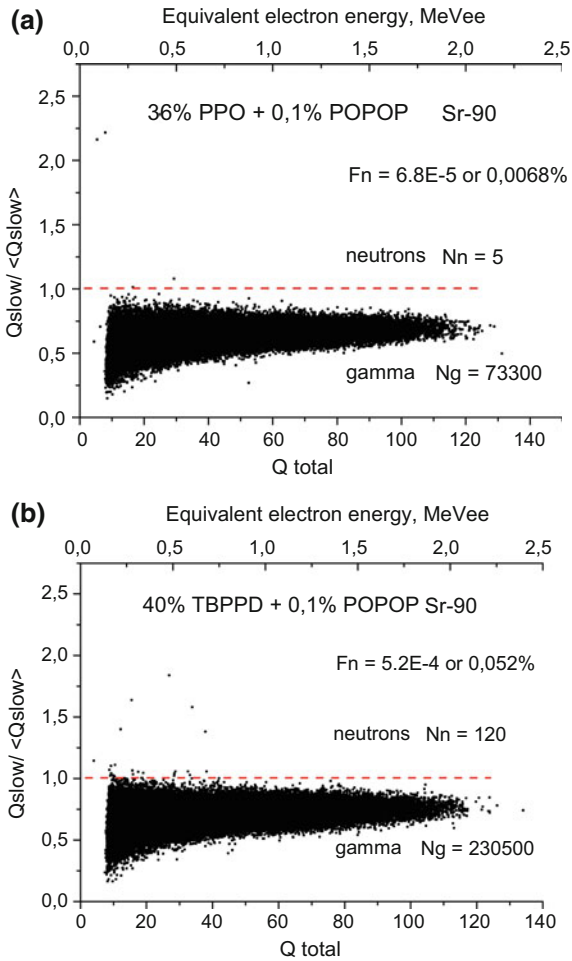 (a)
Equivalent electron energy, MeVee
0,0 0,5 1,0 1,5 2,0 2,5
36% PPO + 0,1% POPOP Sr-90
Fn = 6.8E-5 or 0,0068%
neutrons Nn = 5
gamma Ng = 73300
Qslow/ <Qslow>
2,5
2,0
1,5
1,0
0,5
0,0
0 20 40 60 80 100 120 140
Q total
(b)
Equivalent electron energy, MeVee
0,0 0,5 1,0 1,5 2,0 2,5
40% TBPPD + 0,1% POPOP Sr-90
Fn = 5.2E-4 or 0,052%
neutrons Nn = 120
gamma Ng = 230500
Qslow/ <Qslow>
2,5
2,0
1,5
1,0
0,5
0,0
0 20 40 60 80 100 120 140
Q total